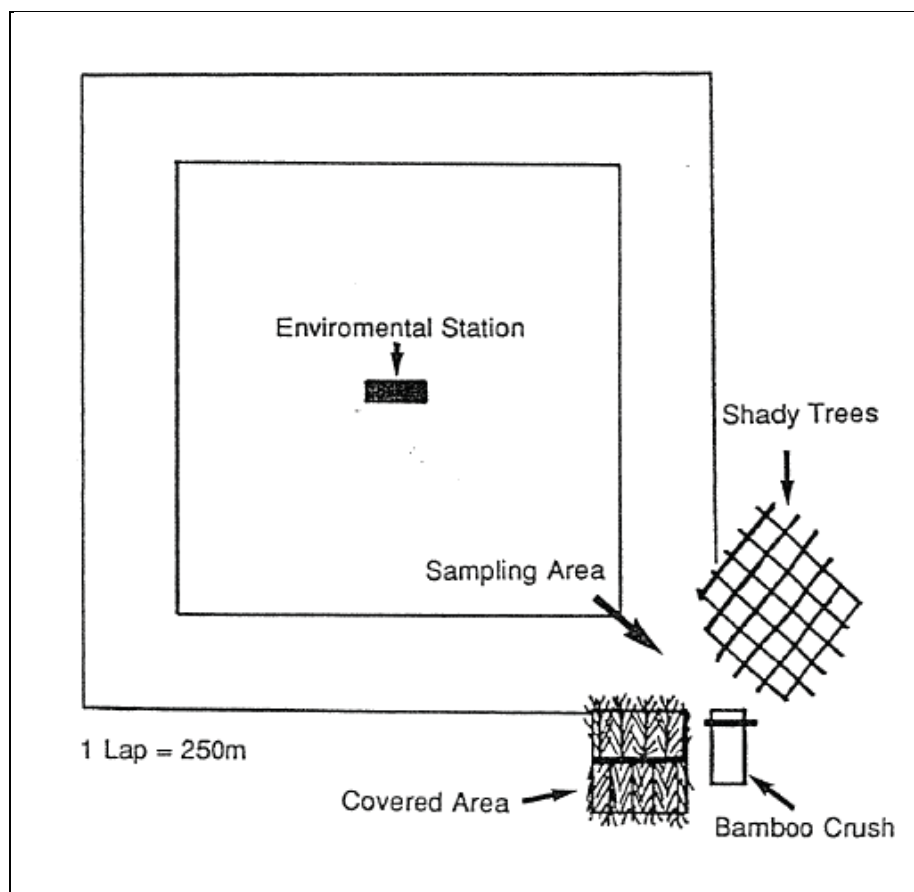 Enviromental Station
Shady Trees
Sampling Area
1 Lap = 250m
Covered Area
Bamboo Crush